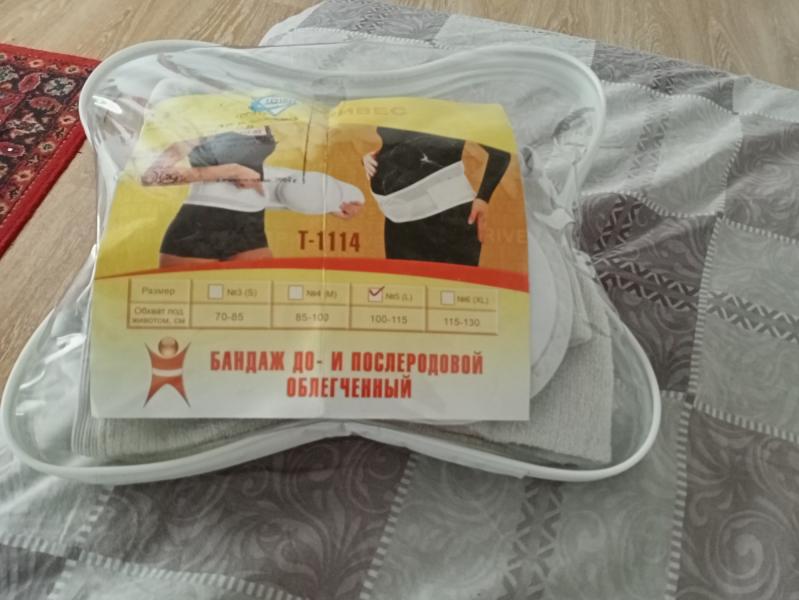 Т-1114
Размер №3 (S) №4 (M) №5 (L) №6 (XL)
Обхват под животом, см 70-85 85-100 100-115 115-130
БАНДАЖ ДО- И ПОСЛЕРОДОВОЙ
ОБЛЕГЧЕННЫЙ